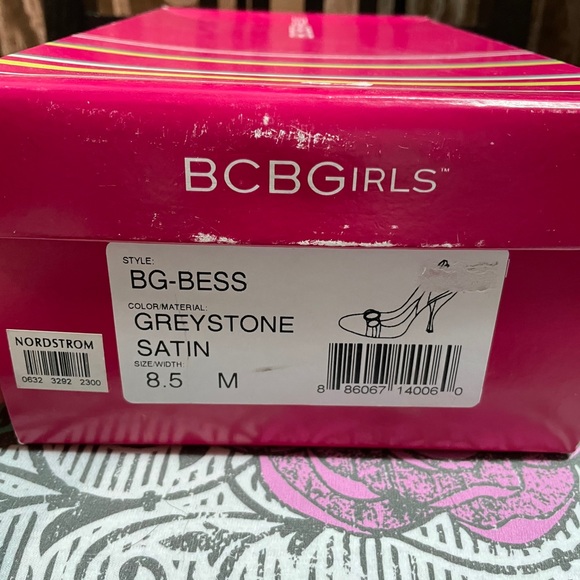 BCBGIRLS™
STYLE:
BG-BESS
COLOR/MATERIAL:
GREYSTONE
SATIN
SIZE/WIDTH:
8.5 M
8 86067 14006 0
NORDSTROM
0632 3292 2300